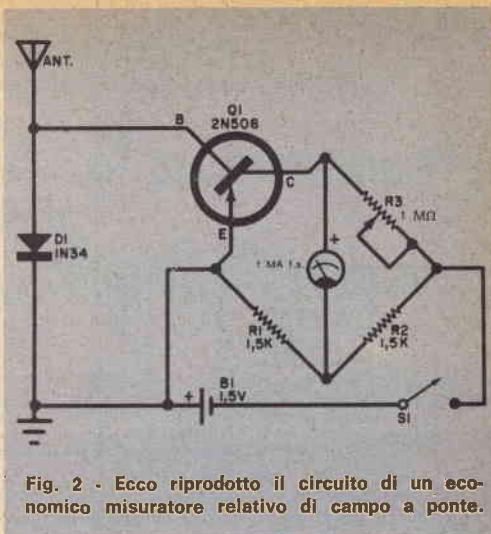 ANT.
Q1
2N506
B
C
E
D1
1N34
R3
1 MΩ
+
1 MA f.s.
R1
1,5K
R2
1,5K
B1
+ 1,5V
S1
Fig. 2 - Ecco riprodotto il circuito di un eco-
nomico misuratore relativo di campo a ponte.